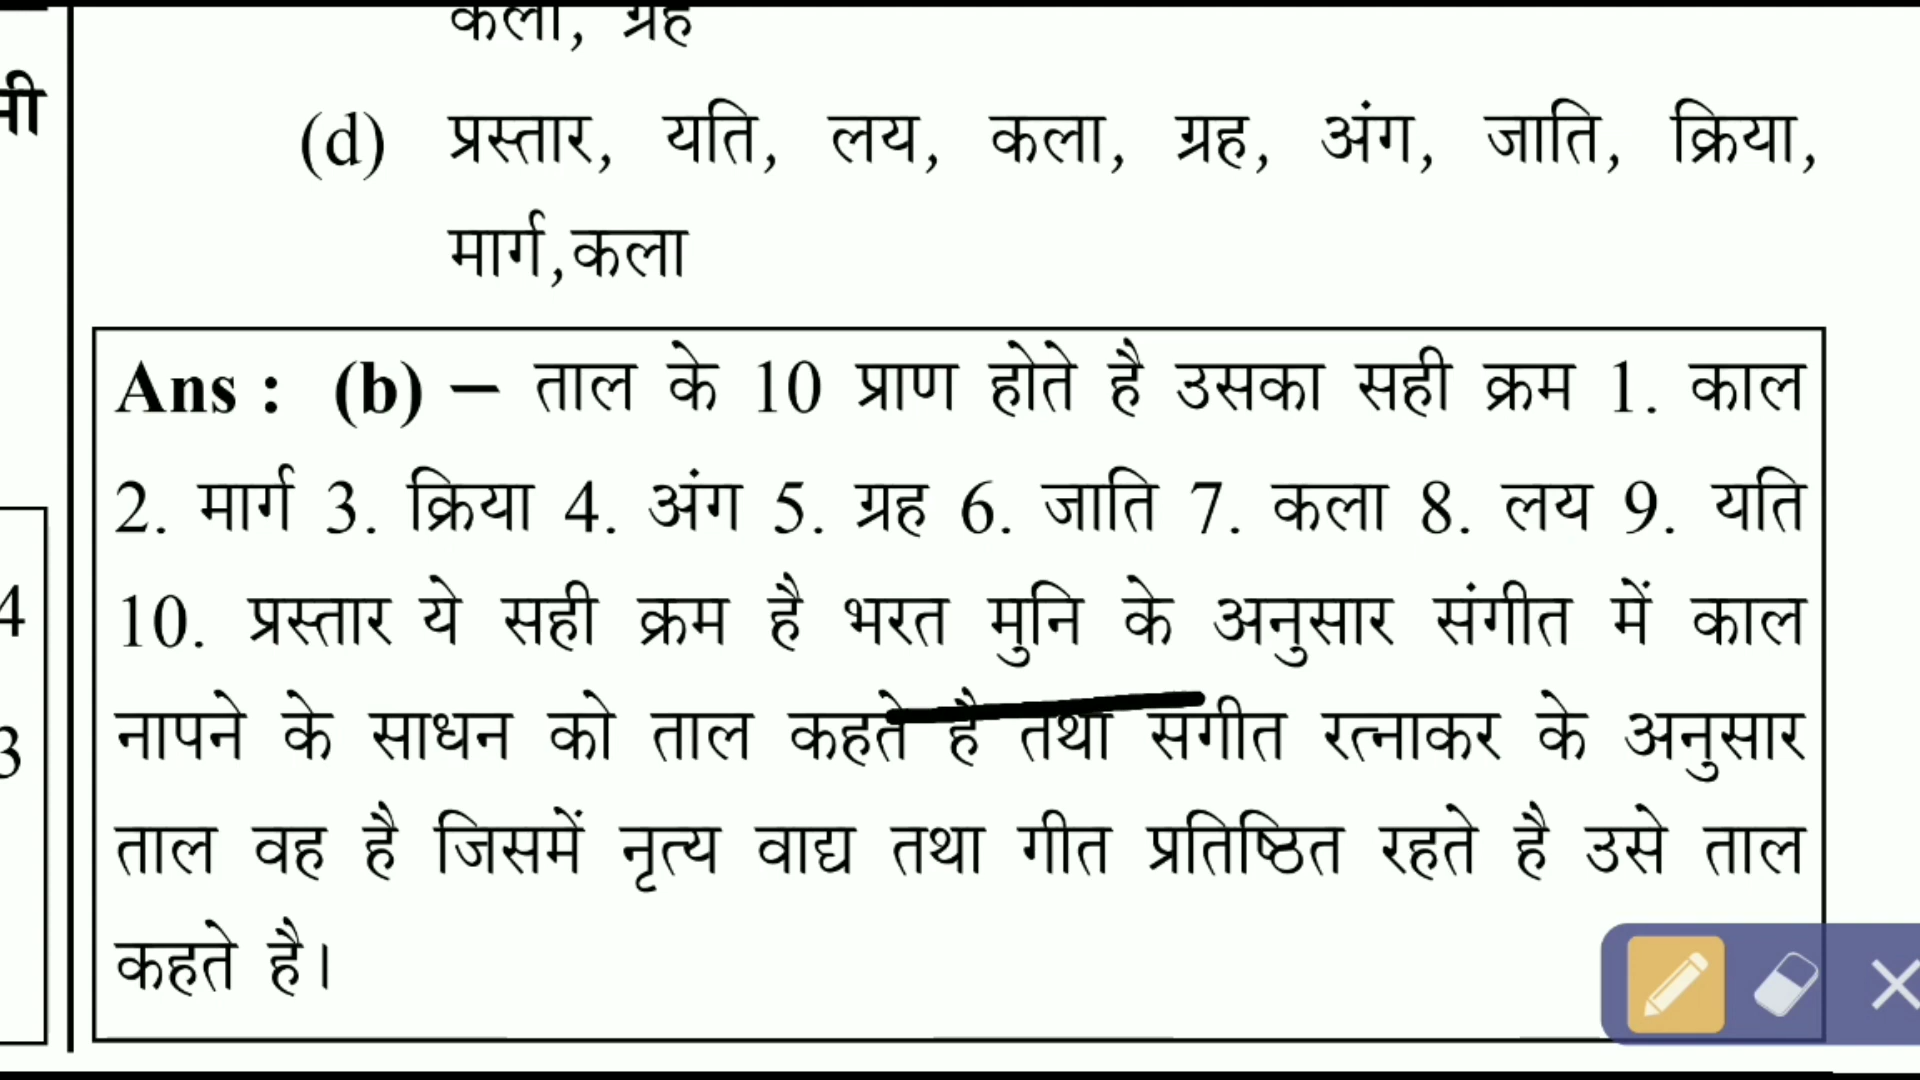 कला, ग्रह
मी
(d) प्रस्तार, यति, लय, कला, ग्रह, अंग, जाति, क्रिया,
मार्ग,कला
Ans : (b) – ताल के 10 प्राण होते है उसका सही क्रम 1. काल
2. मार्ग 3. क्रिया 4. अंग 5. ग्रह 6. जाति 7. कला 8. लय 9. यति
10. प्रस्तार ये सही क्रम है भरत मुनि के अनुसार संगीत में काल
नापने के साधन को ताल कहते है तथा संगीत रत्नाकर के अनुसार
ताल वह है जिसमें नृत्य वाद्य तथा गीत प्रतिष्ठित रहते है उसे ताल
कहते है।
4
3